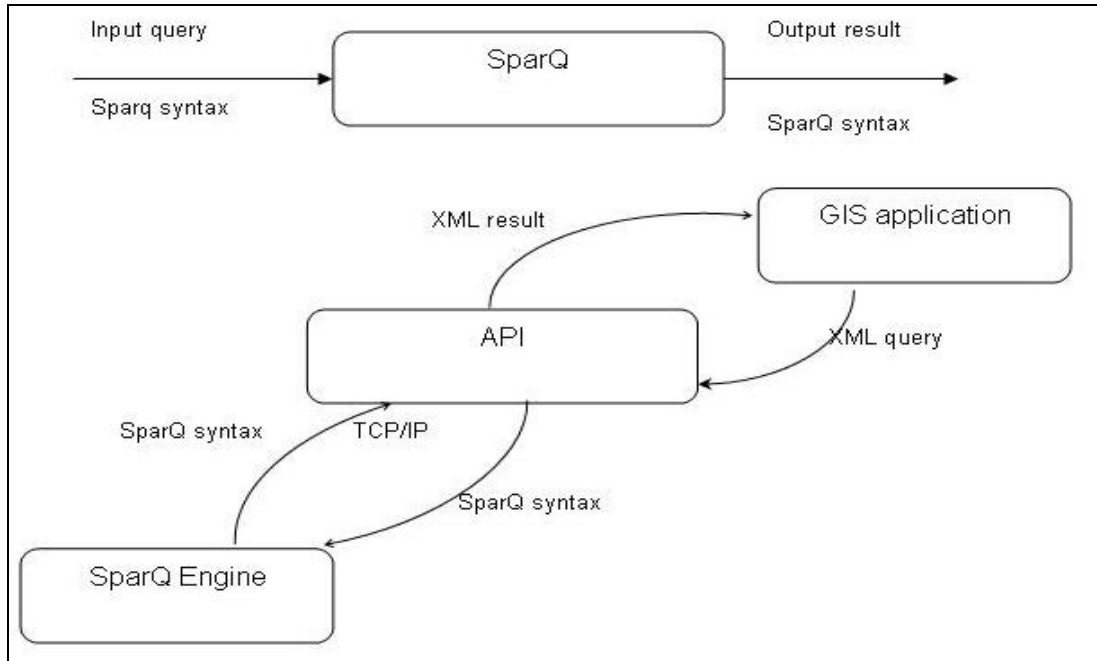 Input query
Output result
SparQ
Sparq syntax
SparQ syntax
XML result
GIS application
API
XML query
SparQ syntax
TCP/IP
SparQ syntax
SparQ Engine